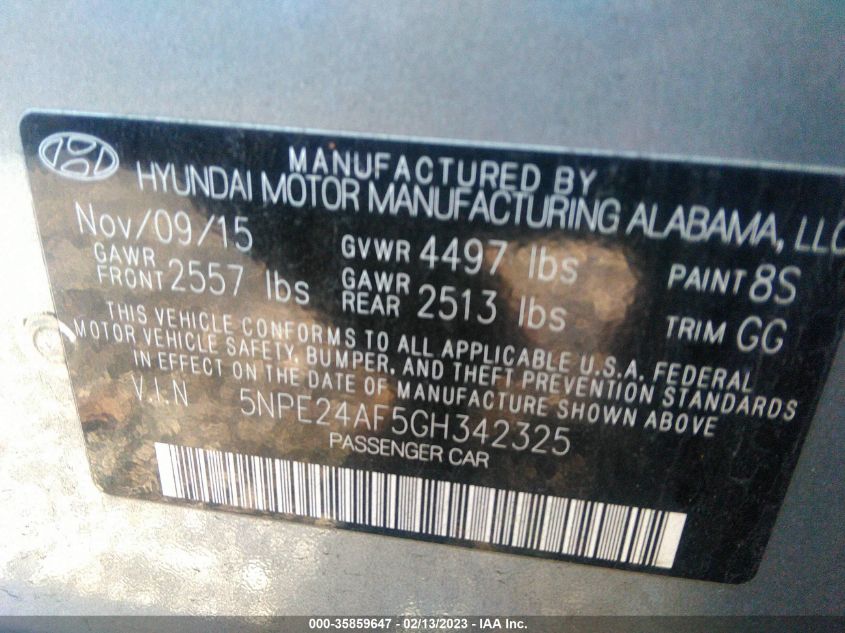 MANUFACTURED BY
HYUNDAI MOTOR MANUFACTURING ALABAMA, LLC
Nov/09/15 GVWR 4497 lbs PAINT 8S
GAWR FRONT 2557 lbs GAWR REAR 2513 lbs TRIM GG
THIS VEHICLE CONFORMS TO ALL APPLICABLE U.S.A. FEDERAL
MOTOR VEHICLE SAFETY, BUMPER, AND THEFT PREVENTION STANDARDS
IN EFFECT ON THE DATE OF MANUFACTURE SHOWN ABOVE
V.I.N 5NPE24AF5GH342325
PASSENGER CAR
000-35859647 - 02/13/2023 - IAA Inc.